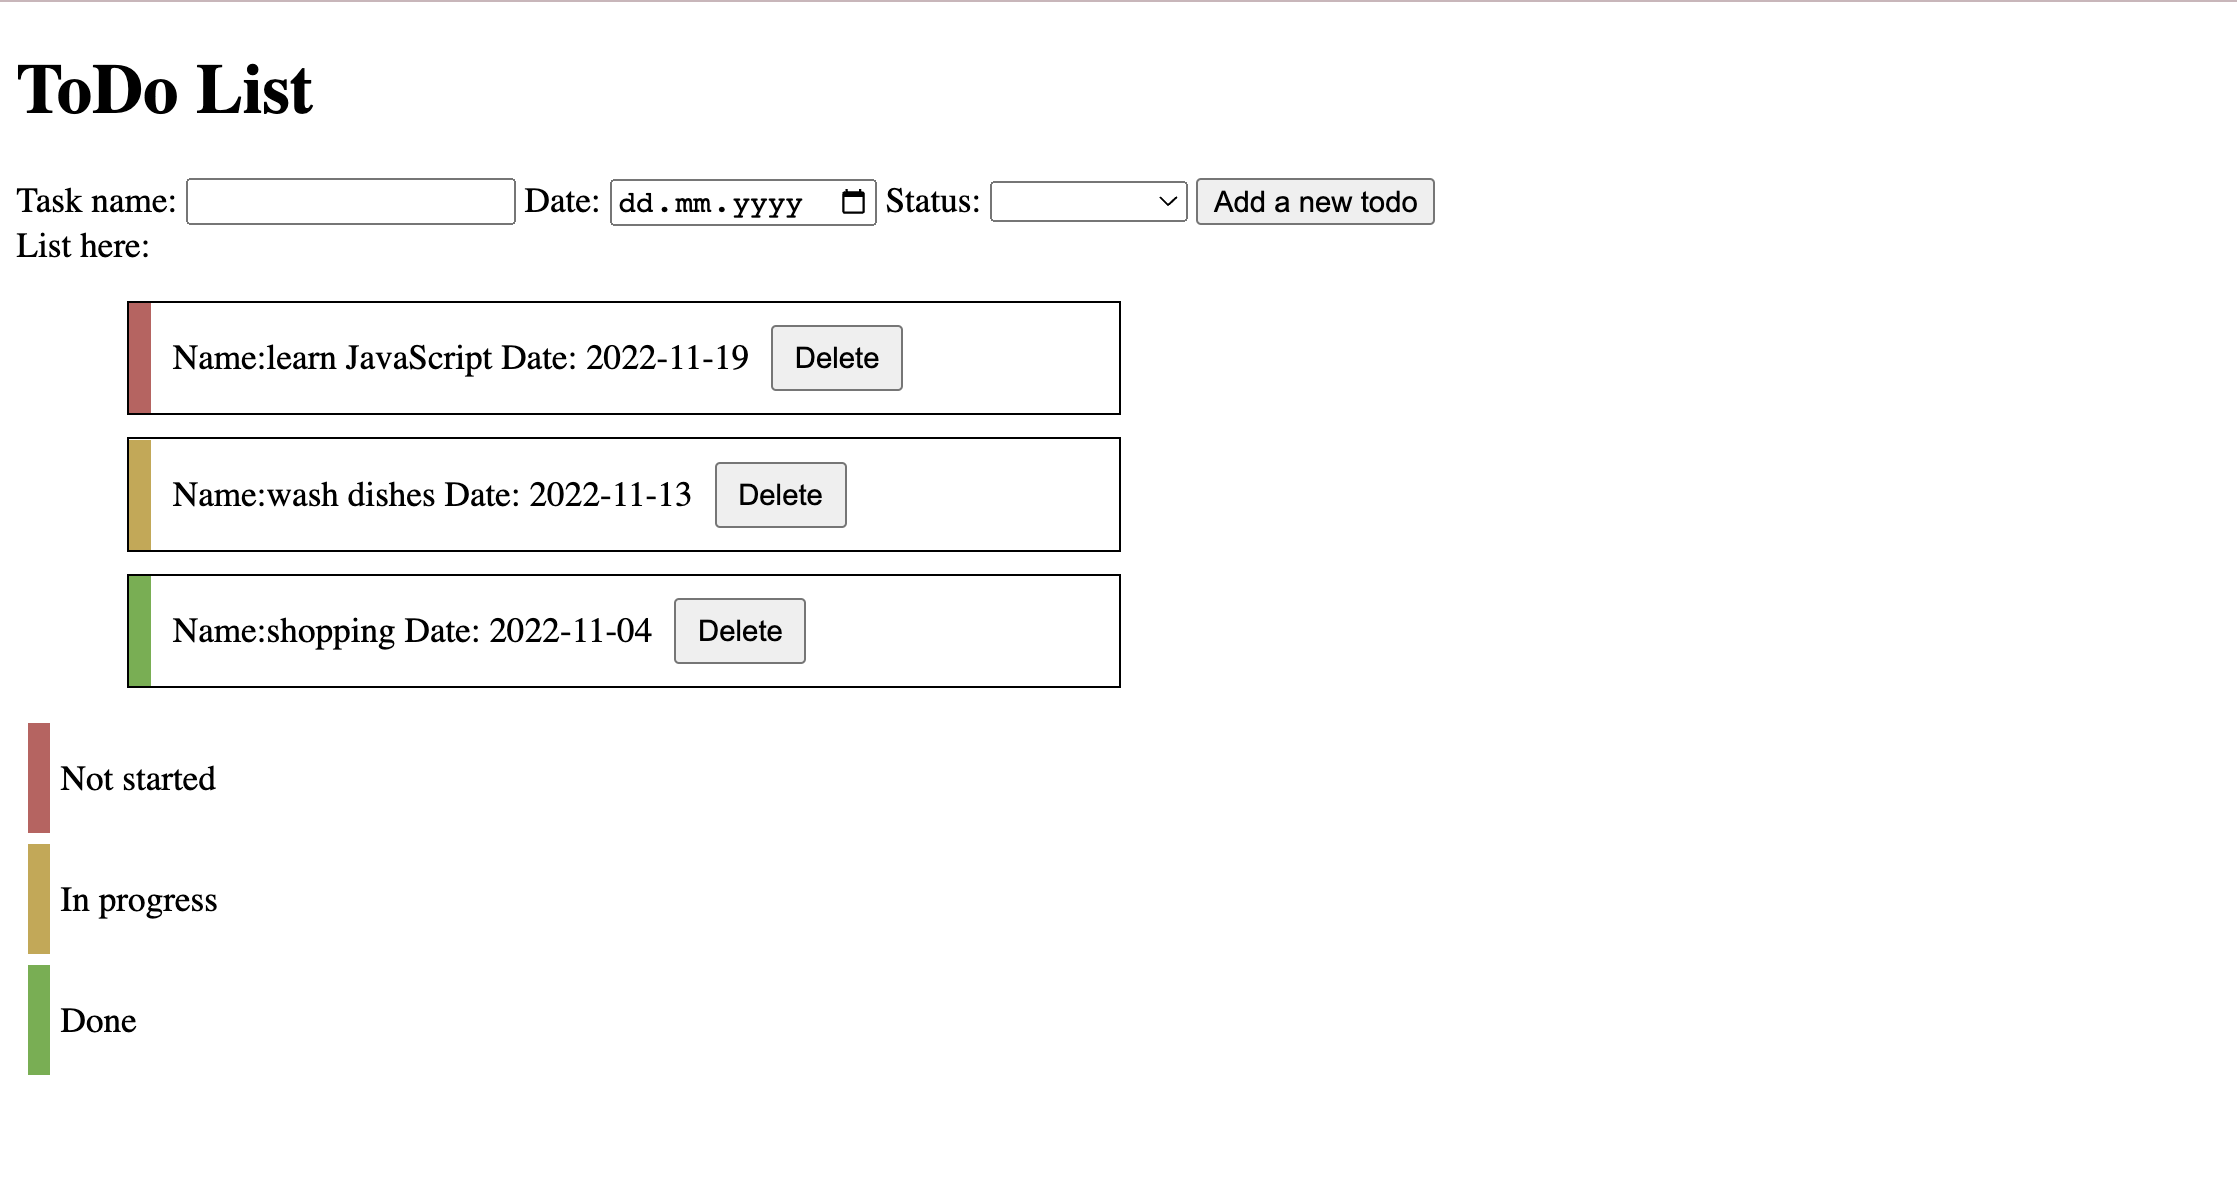 ToDo List
Task name: Date: dd.mm.yyyy Status: Add a new todo
List here:
Name:learn JavaScript Date: 2022-11-19 Delete
Name:wash dishes Date: 2022-11-13 Delete
Name:shopping Date: 2022-11-04 Delete
Not started
In progress
Done